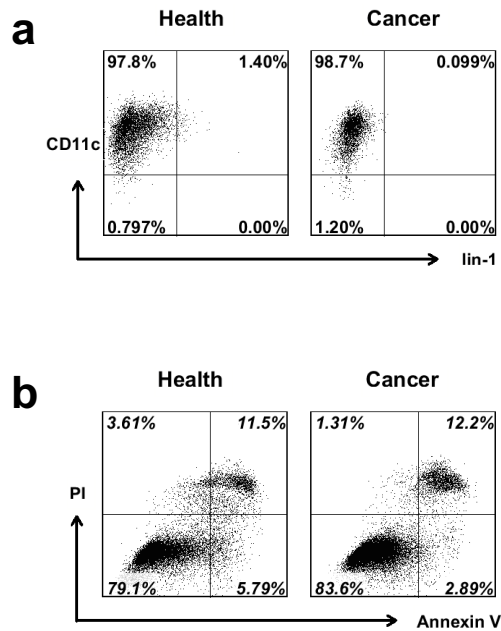 a
Health Cancer
97.8% 1.40% 98.7% 0.099%
CD11c
0.797% 0.00% 1.20% 0.00%
lin-1
b
Health Cancer
3.61% 11.5% 1.31% 12.2%
PI
79.1% 5.79% 83.6% 2.89%
Annexin V